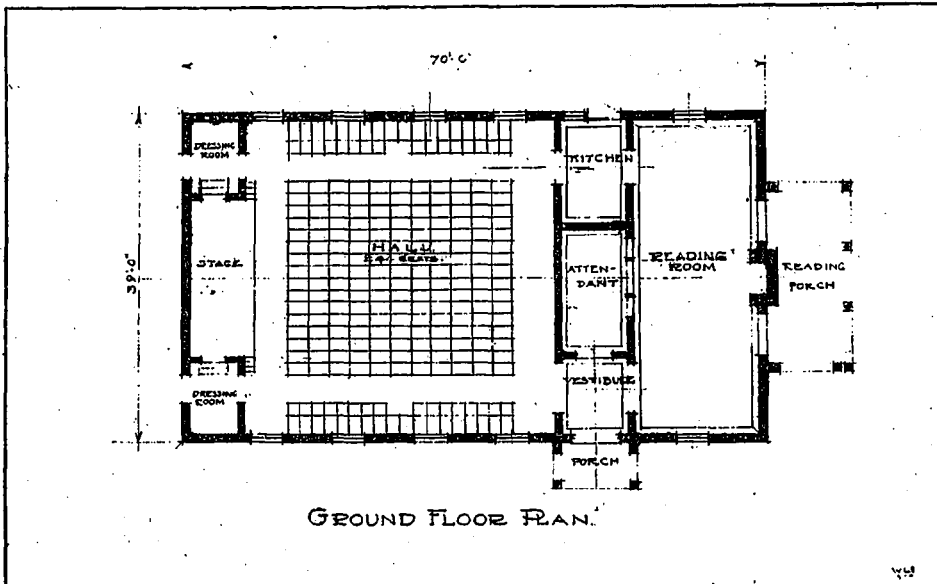 70'-0"
39'-0"
DRESSING
ROOM
KITCHEN
HALL
SEATS.
STAGE
ATTEN-
DANT
READING
ROOM
READING
PORCH
DRESSING
ROOM
VESTIBULE
PORCH
GROUND FLOOR PLAN.